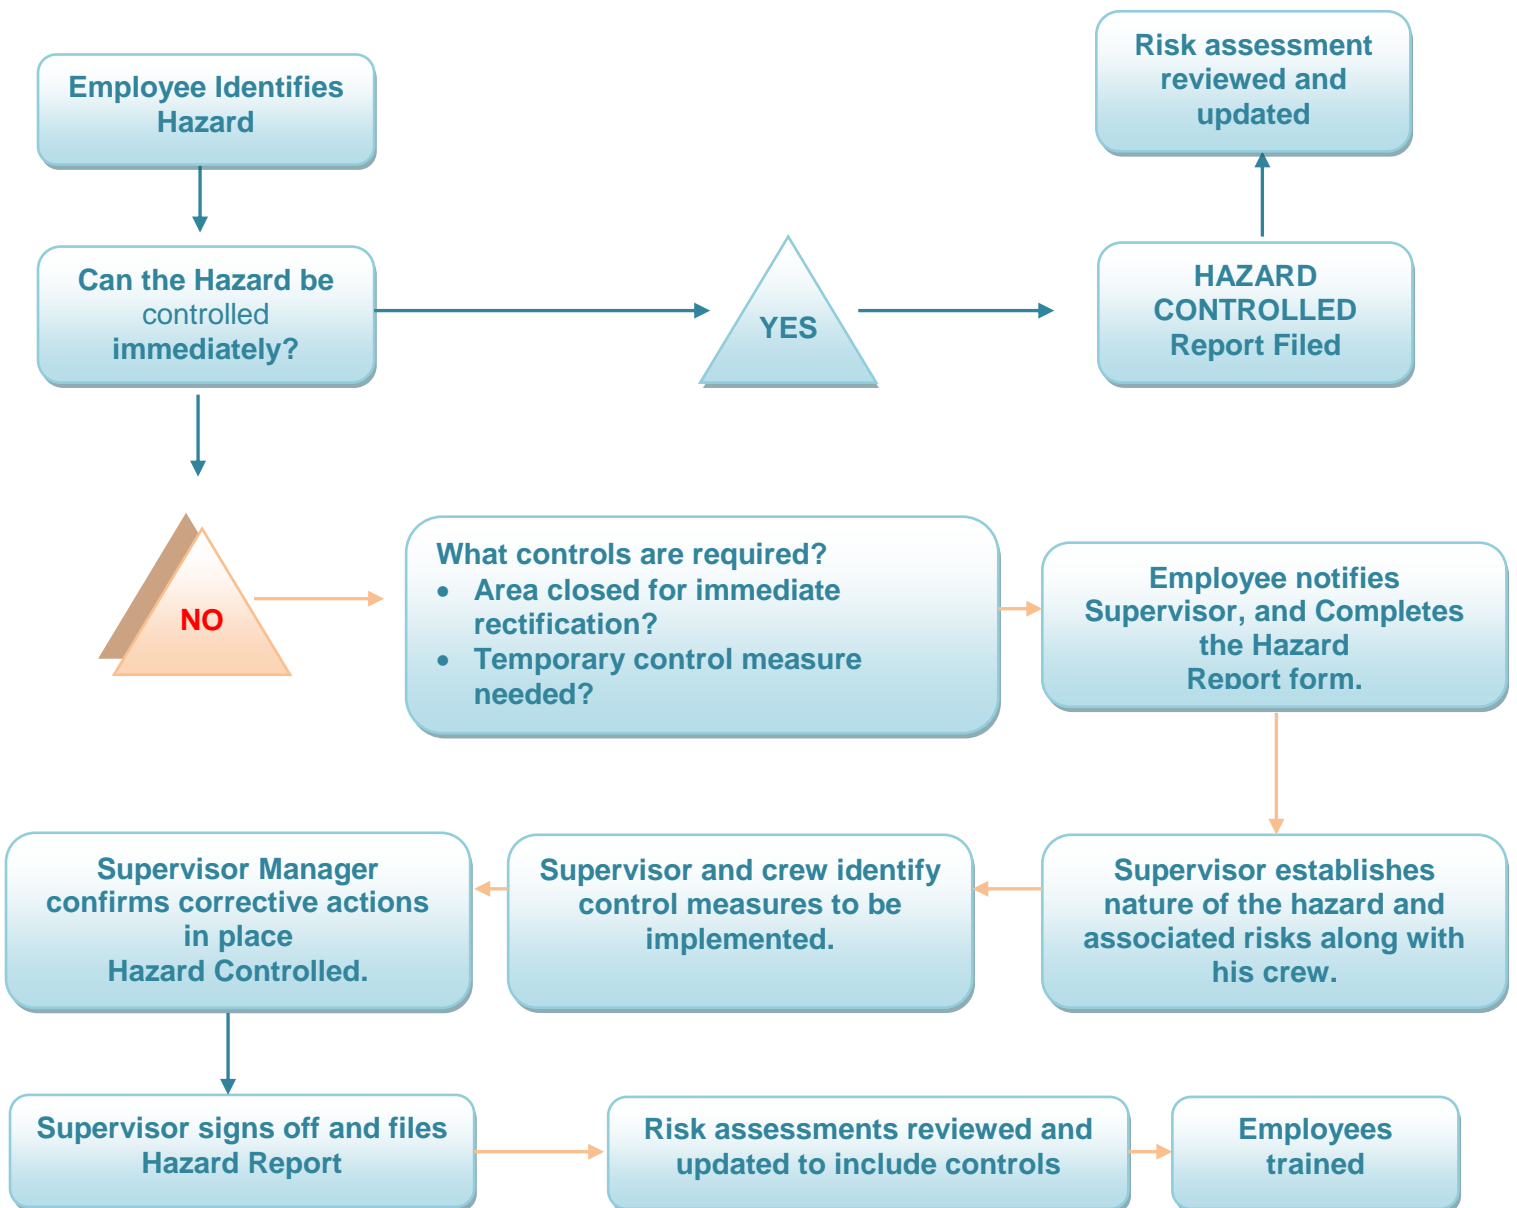 Employee Identifies
Hazard
Risk assessment
reviewed and
updated
Can the Hazard be
controlled
immediately?
YES
HAZARD
CONTROLLED
Report Filed
NO
What controls are required?
• Area closed for immediate
rectification?
• Temporary control measure
needed?
Employee notifies
Supervisor, and Completes
the Hazard
Report form.
Supervisor establishes
nature of the hazard and
associated risks along with
his crew.
Supervisor and crew identify
control measures to be
implemented.
Supervisor Manager
confirms corrective actions
in place
Hazard Controlled.
Supervisor signs off and files
Hazard Report
Risk assessments reviewed and
updated to include controls
Employees
trained